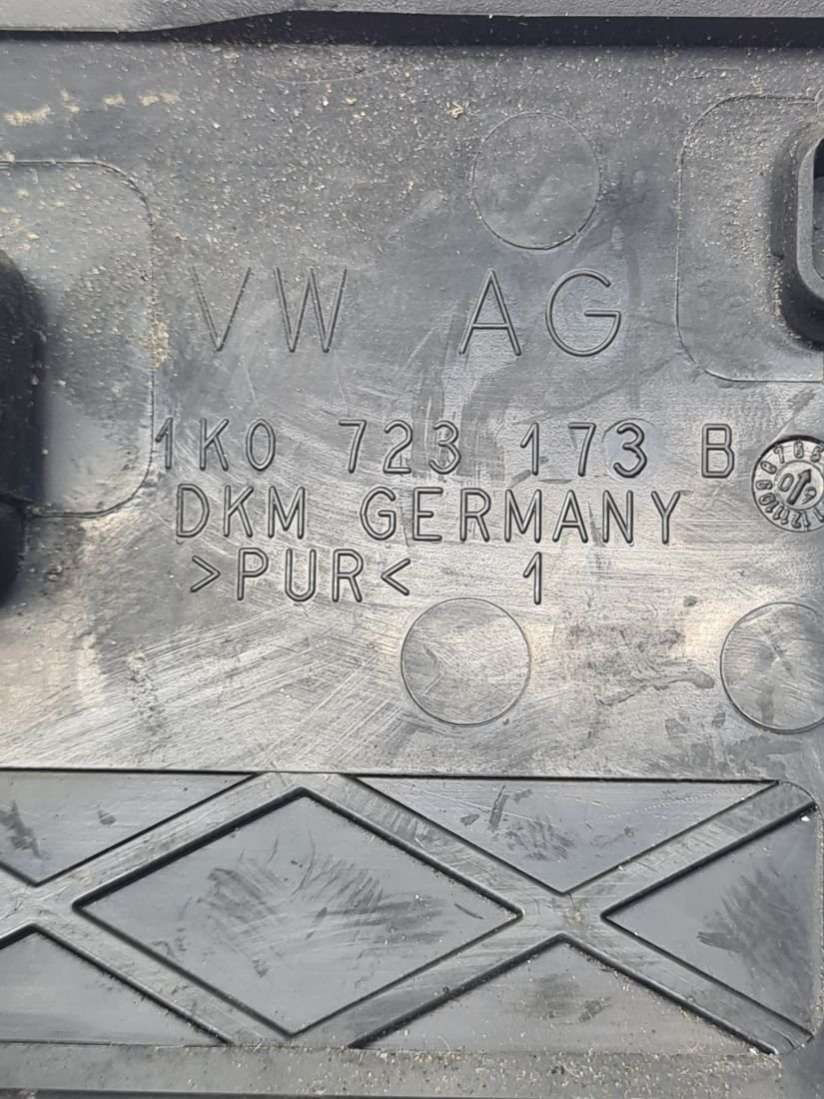 VW AG
1K0 723 173 B
DKM GERMANY
>PUR< 1